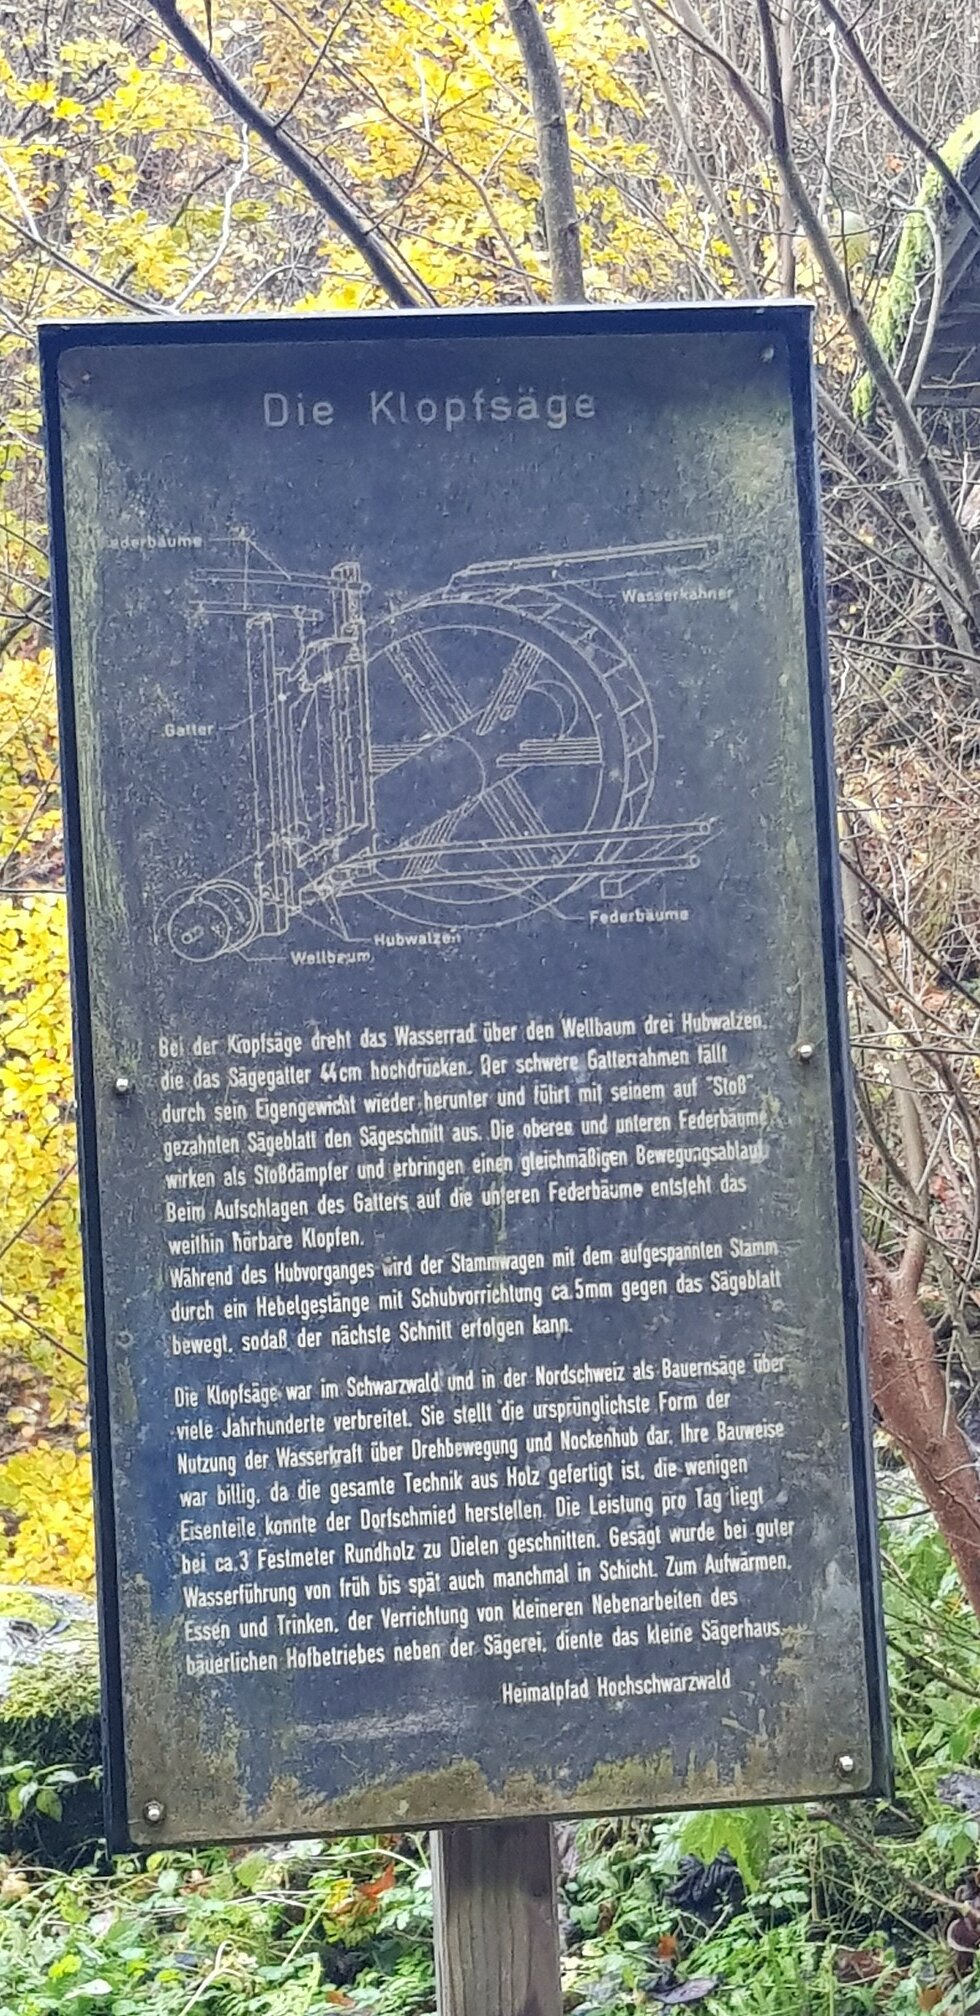 Die Klopfsäge
Federbäume
Wasserkähner
Gatter
Federbäume
Hubwalzen
Wellbaum
Bei der Klopfsäge dreht das Wasserrad über den Wellbaum drei Hubwalzen,
die das Sägegatter 44cm hochdrücken. Der schwere Gatterrahmen fällt
durch sein Eigengewicht wieder herunter und führt mit seinem auf "Stoß"
gezahnten Sägeblatt den Sägeschnitt aus. Die oberen und unteren Federbäume
wirken als Stoßdämpfer und erbringen einen gleichmäßigen Bewegungsablauf.
Beim Aufschlagen des Gatters auf die unteren Federbäume entsteht das
weithin hörbare Klopfen.
Während des Hubvorganges wird der Stammwagen mit dem aufgespannten Stamm
durch ein Hebelgestänge mit Schubvorrichtung ca.5mm gegen das Sägeblatt
bewegt, sodaß der nächste Schnitt erfolgen kann.
Die Klopfsäge war im Schwarzwald und in der Nordschweiz als Bauernsäge über
viele Jahrhunderte verbreitet. Sie stellt die ursprünglichste Form der
Nutzung der Wasserkraft über Drehbewegung und Nockenhub dar. Ihre Bauweise
war billig, da die gesamte Technik aus Holz gefertigt ist, die wenigen
Eisenteile konnte der Dorfschmied herstellen. Die Leistung pro Tag liegt
bei ca.3 Festmeter Rundholz zu Dielen geschnitten. Gesägt wurde bei guter
Wasserführung von früh bis spät auch manchmal in Schicht. Zum Aufwärmen,
Essen und Trinken, der Verrichtung von kleineren Nebenarbeiten des
bäuerlichen Hofbetriebes neben der Sägerei, diente das kleine Sägerhaus.
Heimatpfad Hochschwarzwald